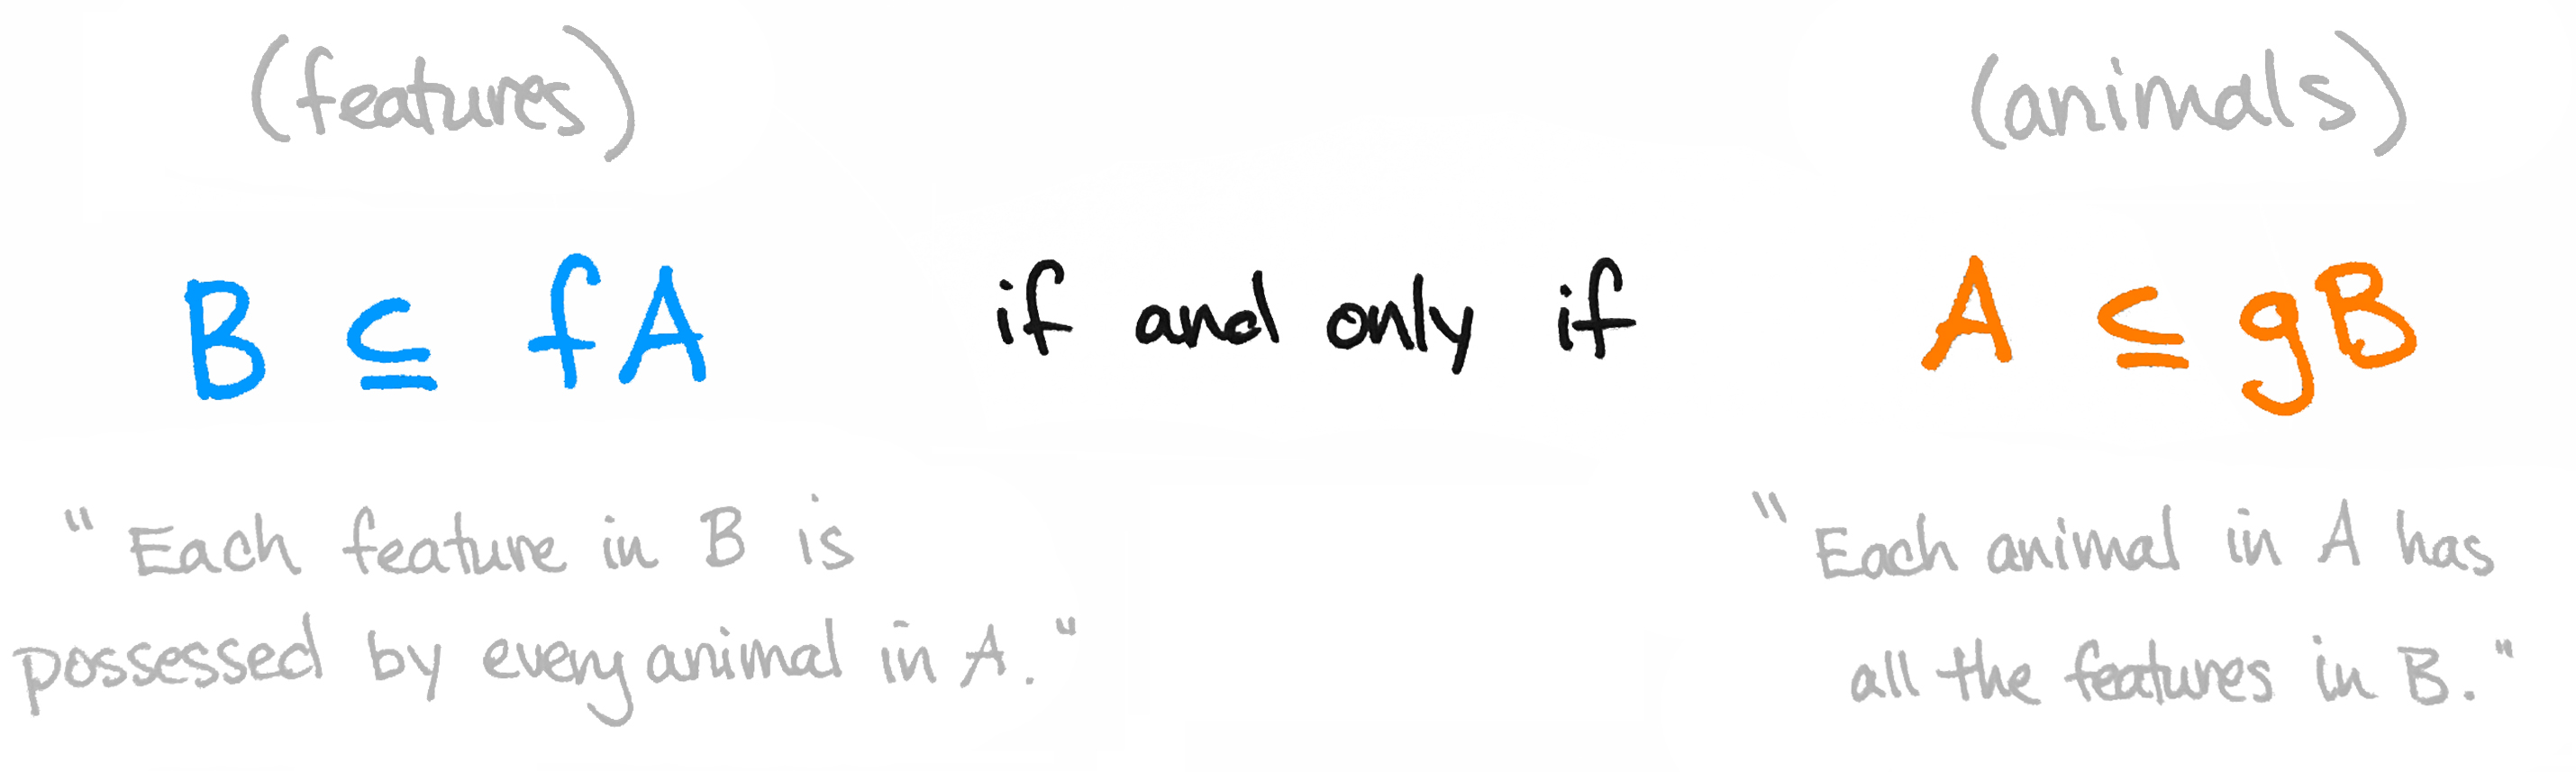 (features) (animals)
B ⊆ fA if and only if A ⊆ gB
"Each feature in B is
possessed by every animal in A."
"Each animal in A has
all the features in B."